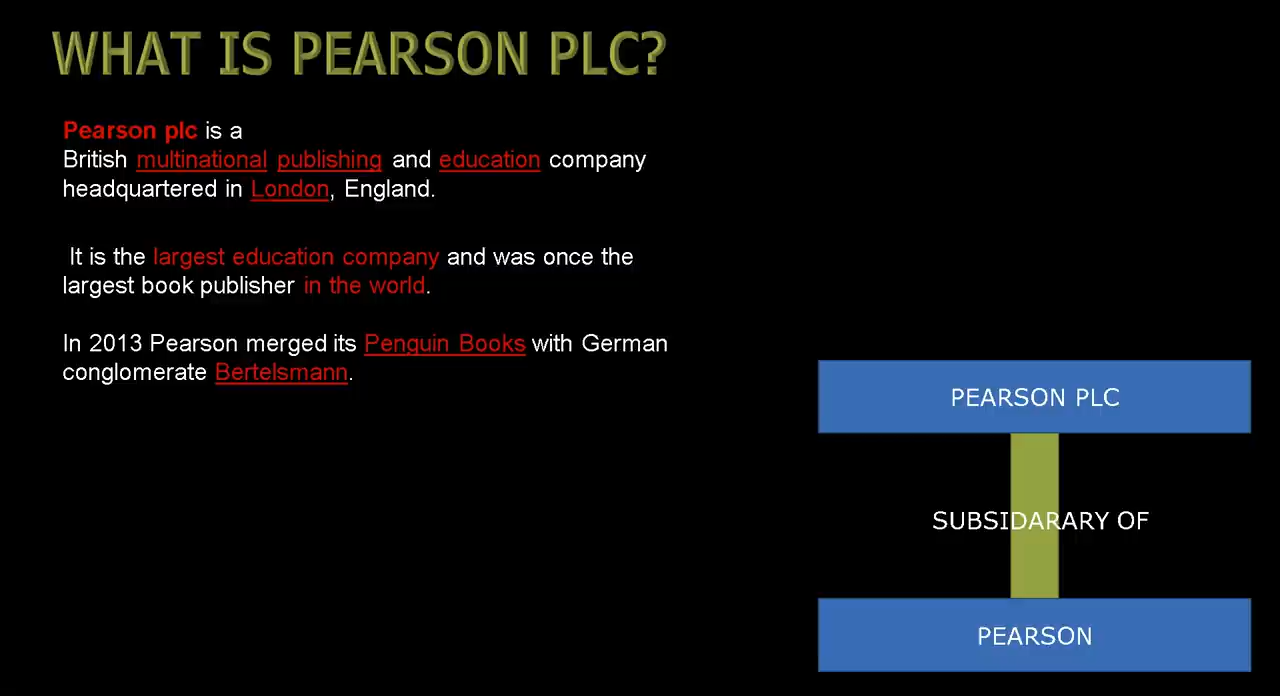 WHAT IS PEARSON PLC?
Pearson plc is a
British multinational publishing and education company
headquartered in London, England.
It is the largest education company and was once the
largest book publisher in the world.
In 2013 Pearson merged its Penguin Books with German
conglomerate Bertelsmann.
PEARSON PLC
SUBSIDARARY OF
PEARSON